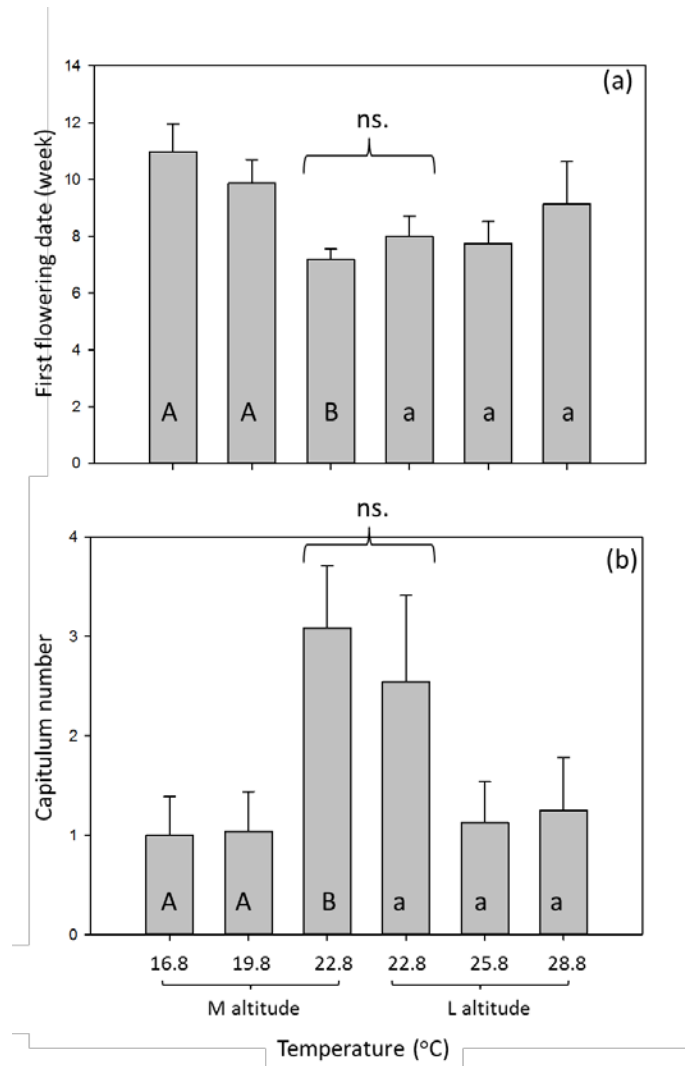 (a)
First flowering date (week)
14
12
10
8
6
4
2
0
ns.
A A B a a a
(b)
Capitulum number
4
3
2
1
0
ns.
A A B a a a
16.8 19.8 22.8 22.8 25.8 28.8
M altitude L altitude
Temperature (°C)